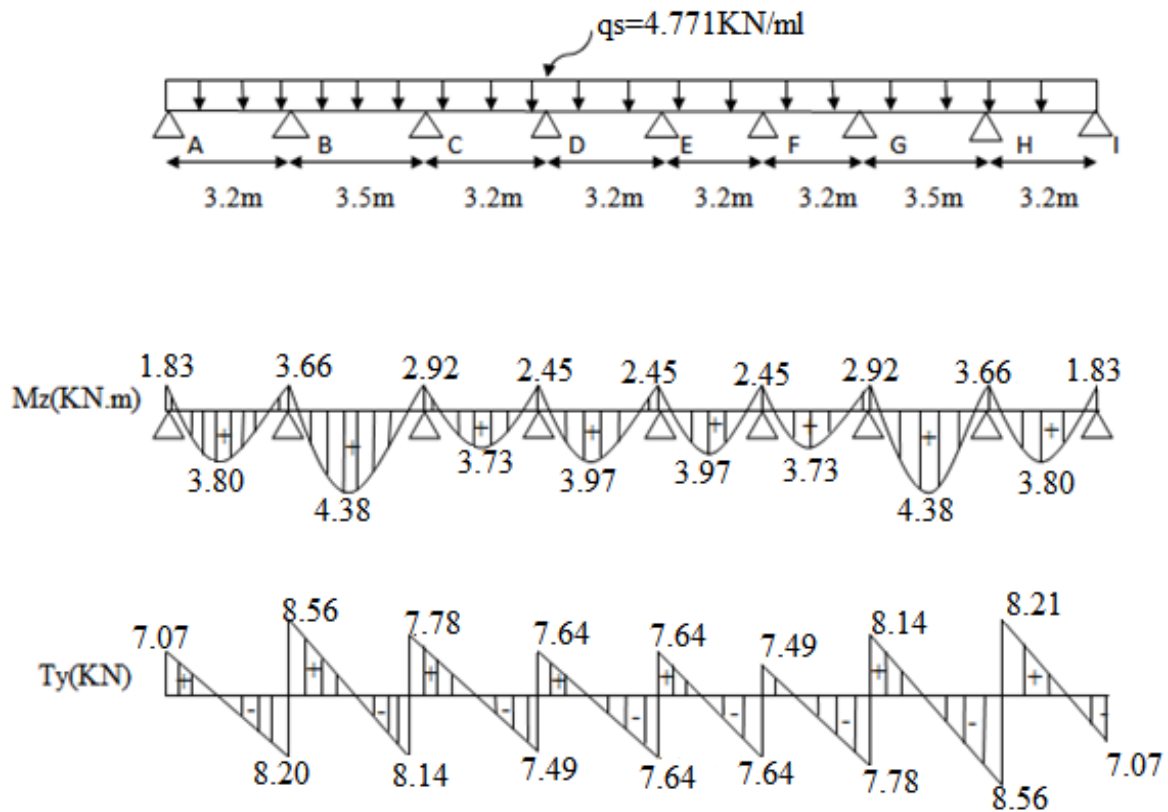 qs=4.771KN/ml
A B C D E F G H I
3.2m 3.5m 3.2m 3.2m 3.2m 3.2m 3.5m 3.2m
1.83 3.66 2.92 2.45 2.45 2.45 2.92 3.66 1.83
Mz(KN.m)
+ + + + + + + +
3.80 4.38 3.73 3.97 3.97 3.73 4.38 3.80
7.07 8.56 7.78 7.64 7.64 7.49 8.14 8.21
Ty(KN)
+ + + + + + +
- - - - - - - -
8.20 8.14 7.49 7.64 7.64 7.78 8.56 7.07